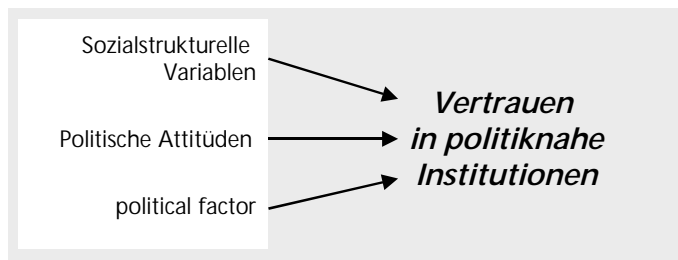 Sozialstrukturelle
Variablen
Politische Attitüden
political factor
Vertrauen
in politiknahe
Institutionen